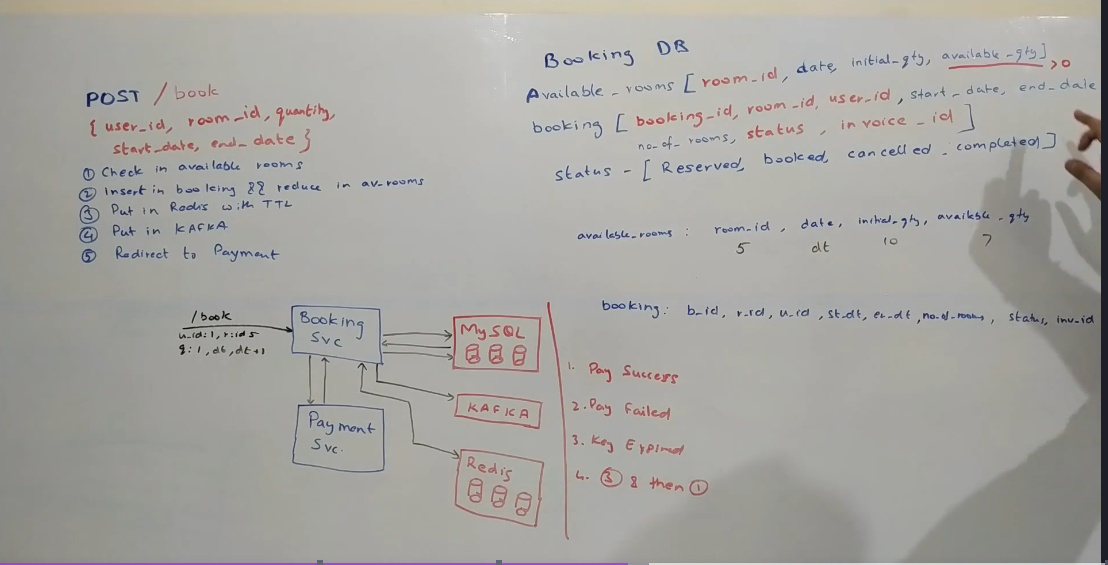 POST /book
{ user_id, room_id, quantity,
start_date, end_date }
① Check in available rooms
② Insert in booking && reduce in av-rooms
③ Put in Redis with TTL
④ Put in KAFKA
⑤ Redirect to Payment
Booking DB
Available_rooms [ room_id, date, initial_qty, available_qty ]
>0
booking [ booking_id, room_id, user_id, start_date, end_date
no_of_rooms, status, invoice_id ]
status - [ Reserved, booked, cancelled, completed ]
available_rooms : room_id, date, initial_qty, available_qty
5 dt 10 7
booking: b_id, r_id, u_id, st_dt, en_dt, no_of_rooms, status, inv_id
/book
u_id:1, r_id 5
q:1, dt, dt+1
Booking
Svc
Payment
Svc.
MySQL
KAFKA
Redis
1. Pay Success
2. Pay Failed
3. Key Expired
4. ③ & then ①